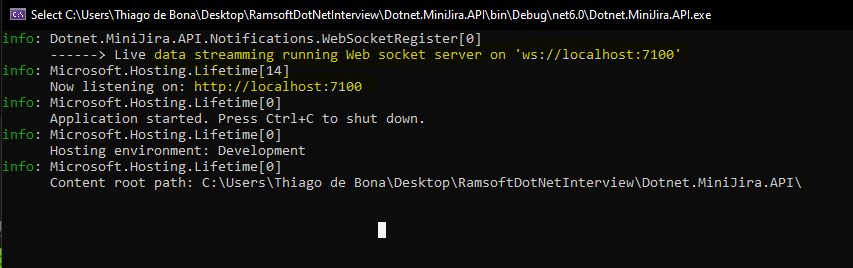 Select C:\Users\Thiago de Bona\Desktop\RamsoftDotNetInterview\Dotnet.MiniJira.API\bin\Debug\net6.0\Dotnet.MiniJira.API.exe
info: Dotnet.MiniJira.API.Notifications.WebSocketRegister[0]
------> Live data streaming running Web socket server on 'ws://localhost:7100'
info: Microsoft.Hosting.Lifetime[14]
Now listening on: http://localhost:7100
info: Microsoft.Hosting.Lifetime[0]
Application started. Press Ctrl+C to shut down.
info: Microsoft.Hosting.Lifetime[0]
Hosting environment: Development
info: Microsoft.Hosting.Lifetime[0]
Content root path: C:\Users\Thiago de Bona\Desktop\RamsoftDotNetInterview\Dotnet.MiniJira.API\